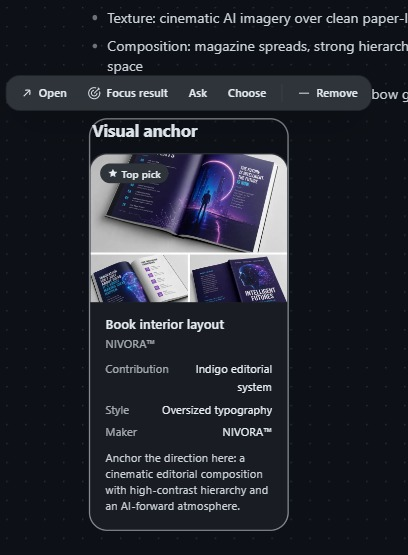 Texture: cinematic AI imagery over clean paper-l
Composition: magazine spreads, strong hierarch
space
Open
Focus result
Ask
Choose
Remove
bow g
Visual anchor
Top pick
INTELLIGENT
FUTURES
Book interior layout
NIVORA™
Contribution Indigo editorial
system
Style Oversized typography
Maker NIVORA™
Anchor the direction here: a
cinematic editorial composition
with high-contrast hierarchy and
an AI-forward atmosphere.